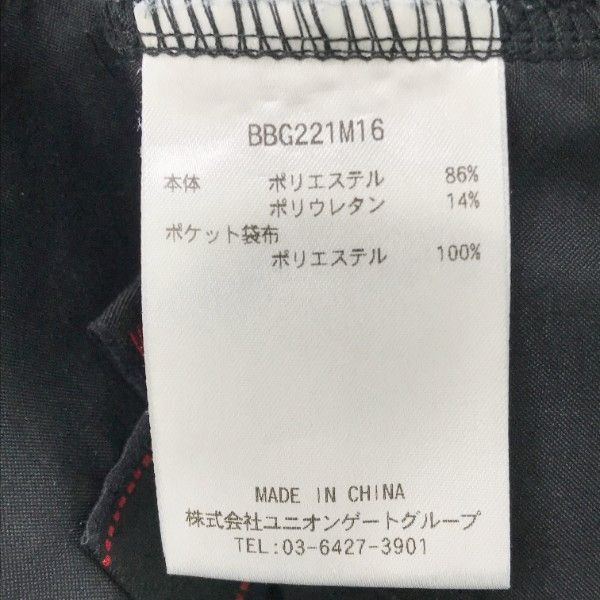 BBG221M16
本体 ポリエステル 86%
ポリウレタン 14%
ポケット袋布
ポリエステル 100%
MADE IN CHINA
株式会社ユニオンゲートグループ
TEL:03-6427-3901